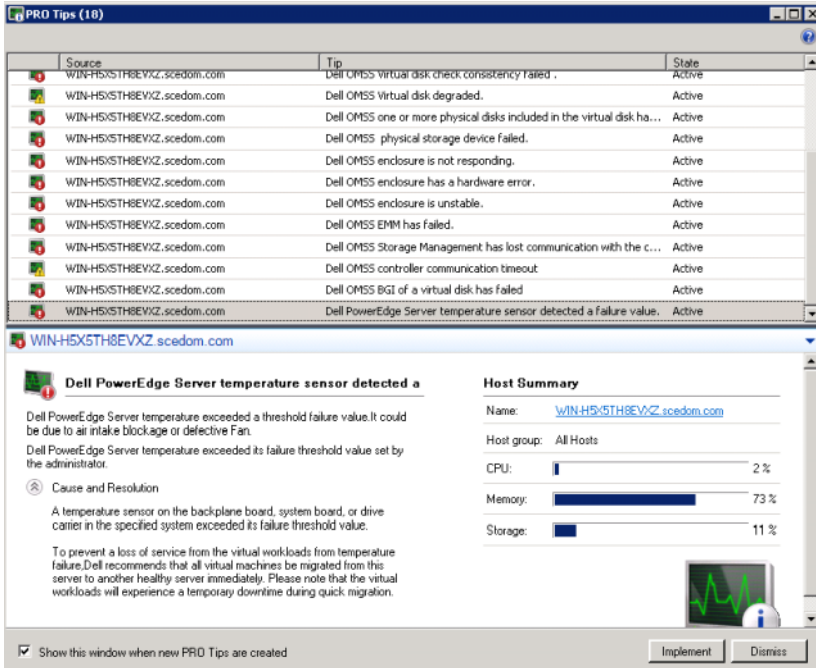 PRO Tips (18)
Source Tip State
WIN-H5X5TH8EVXZ.scedom.com Dell OMSS Virtual disk check consistency failed . Active
WIN-H5X5TH8EVXZ.scedom.com Dell OMSS Virtual disk degraded. Active
WIN-H5X5TH8EVXZ.scedom.com Dell OMSS one or more physical disks included in the virtual disk ha... Active
WIN-H5X5TH8EVXZ.scedom.com Dell OMSS physical storage device failed. Active
WIN-H5X5TH8EVXZ.scedom.com Dell OMSS enclosure is not responding. Active
WIN-H5X5TH8EVXZ.scedom.com Dell OMSS enclosure has a hardware error. Active
WIN-H5X5TH8EVXZ.scedom.com Dell OMSS enclosure is unstable. Active
WIN-H5X5TH8EVXZ.scedom.com Dell OMSS EMM has failed. Active
WIN-H5X5TH8EVXZ.scedom.com Dell OMSS Storage Management has lost communication with the c... Active
WIN-H5X5TH8EVXZ.scedom.com Dell OMSS controller communication timeout Active
WIN-H5X5TH8EVXZ.scedom.com Dell OMSS BGI of a virtual disk has failed Active
WIN-H5X5TH8EVXZ.scedom.com Dell PowerEdge Server temperature sensor detected a failure value. Active
WIN-H5X5TH8EVXZ.scedom.com
Dell PowerEdge Server temperature sensor detected a
Dell PowerEdge Server temperature exceeded a threshold failure value.It could
be due to air intake blockage or defective Fan.
Dell PowerEdge Server temperature exceeded its failure threshold value set by
the administrator.
Cause and Resolution
A temperature sensor on the backplane board, system board, or drive
carrier in the specified system exceeded its failure threshold value.
To prevent a loss of service from the virtual workloads from temperature
failure,Dell recommends that all virtual machines be migrated from this
server to another healthy server immediately. Please note that the virtual
workloads will experience a temporary downtime during quick migration.
Host Summary
Name: WIN-H5X5TH8EVXZ.scedom.com
Host group: All Hosts
CPU: 2 %
Memory: 73 %
Storage: 11 %
Show this window when new PRO Tips are created
Implement Dismiss